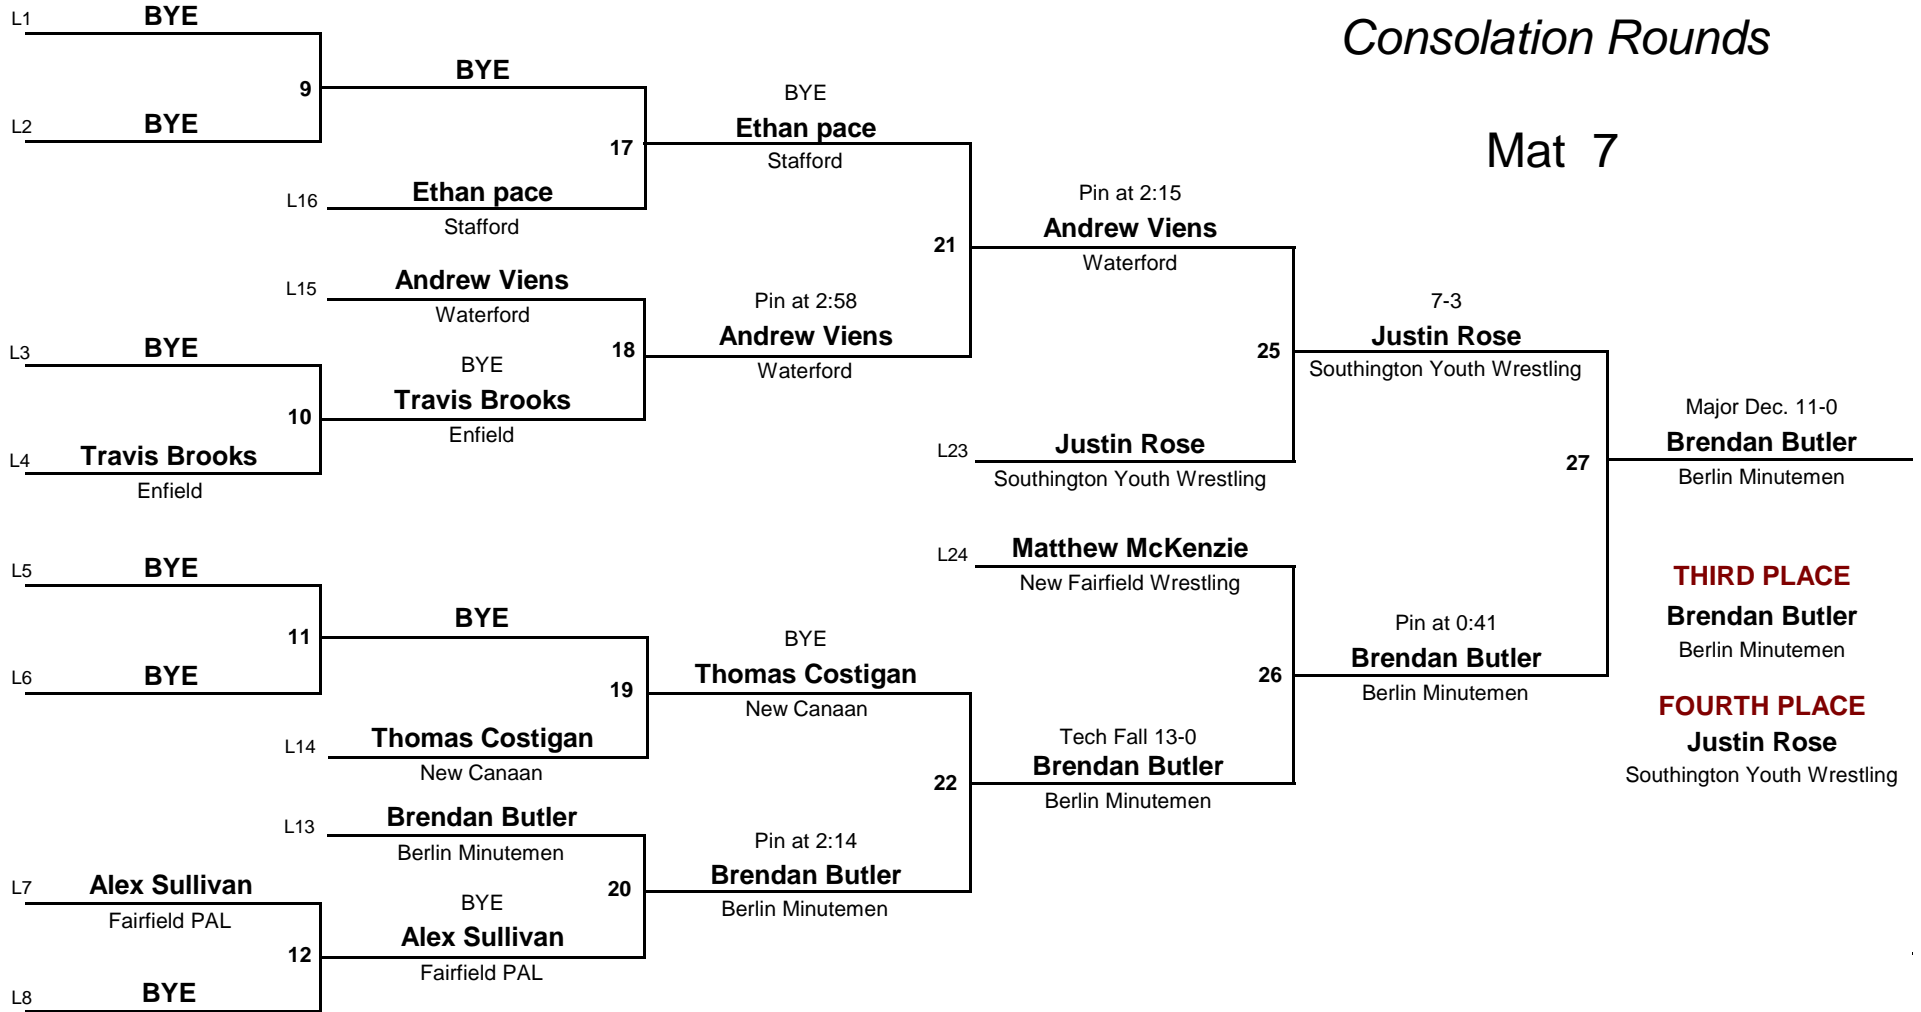 Consolation Rounds
Mat 7
L1 BYE
9
L2 BYE
BYE
17
L16 Ethan pace
Stafford
BYE
Ethan pace
Stafford
L15 Andrew Viens
Waterford
18
L3 BYE
10
L4 Travis Brooks
Enfield
BYE
Travis Brooks
Enfield
Pin at 2:58
Andrew Viens
Waterford
21
Pin at 2:15
Andrew Viens
Waterford
25
L23 Justin Rose
Southington Youth Wrestling
7-3
Justin Rose
Southington Youth Wrestling
27
L5 BYE
11
L6 BYE
BYE
19
L14 Thomas Costigan
New Canaan
BYE
Thomas Costigan
New Canaan
22
L13 Brendan Butler
Berlin Minutemen
20
L7 Alex Sullivan
Fairfield PAL
12
L8 BYE
BYE
Alex Sullivan
Fairfield PAL
Pin at 2:14
Brendan Butler
Berlin Minutemen
L24 Matthew McKenzie
New Fairfield Wrestling
26
Tech Fall 13-0
Brendan Butler
Berlin Minutemen
Pin at 0:41
Brendan Butler
Berlin Minutemen
Major Dec. 11-0
Brendan Butler
Berlin Minutemen
THIRD PLACE
Brendan Butler
Berlin Minutemen
FOURTH PLACE
Justin Rose
Southington Youth Wrestling